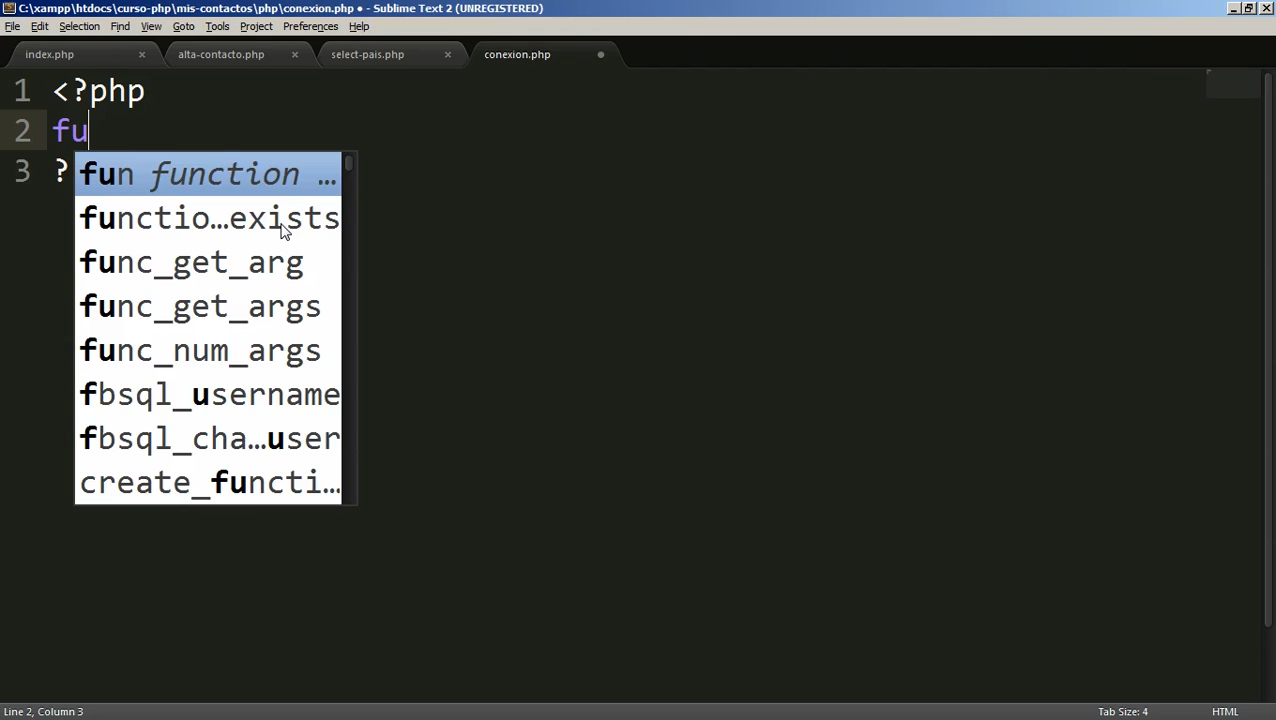 C:\xampp\htdocs\curso-php\mis-contactos\php\conexion.php • - Sublime Text 2 (UNREGISTERED)
File Edit Selection Find View Goto Tools Project Preferences Help
index.php × alta-contacto.php × select-pais.php × conexion.php
1 <?php
2 fu
3 ?
fun function …
functio…exists
func_get_arg
func_get_args
func_num_args
fbsql_username
fbsql_cha…user
create_functi…
Line 2, Column 3 Tab Size: 4 HTML